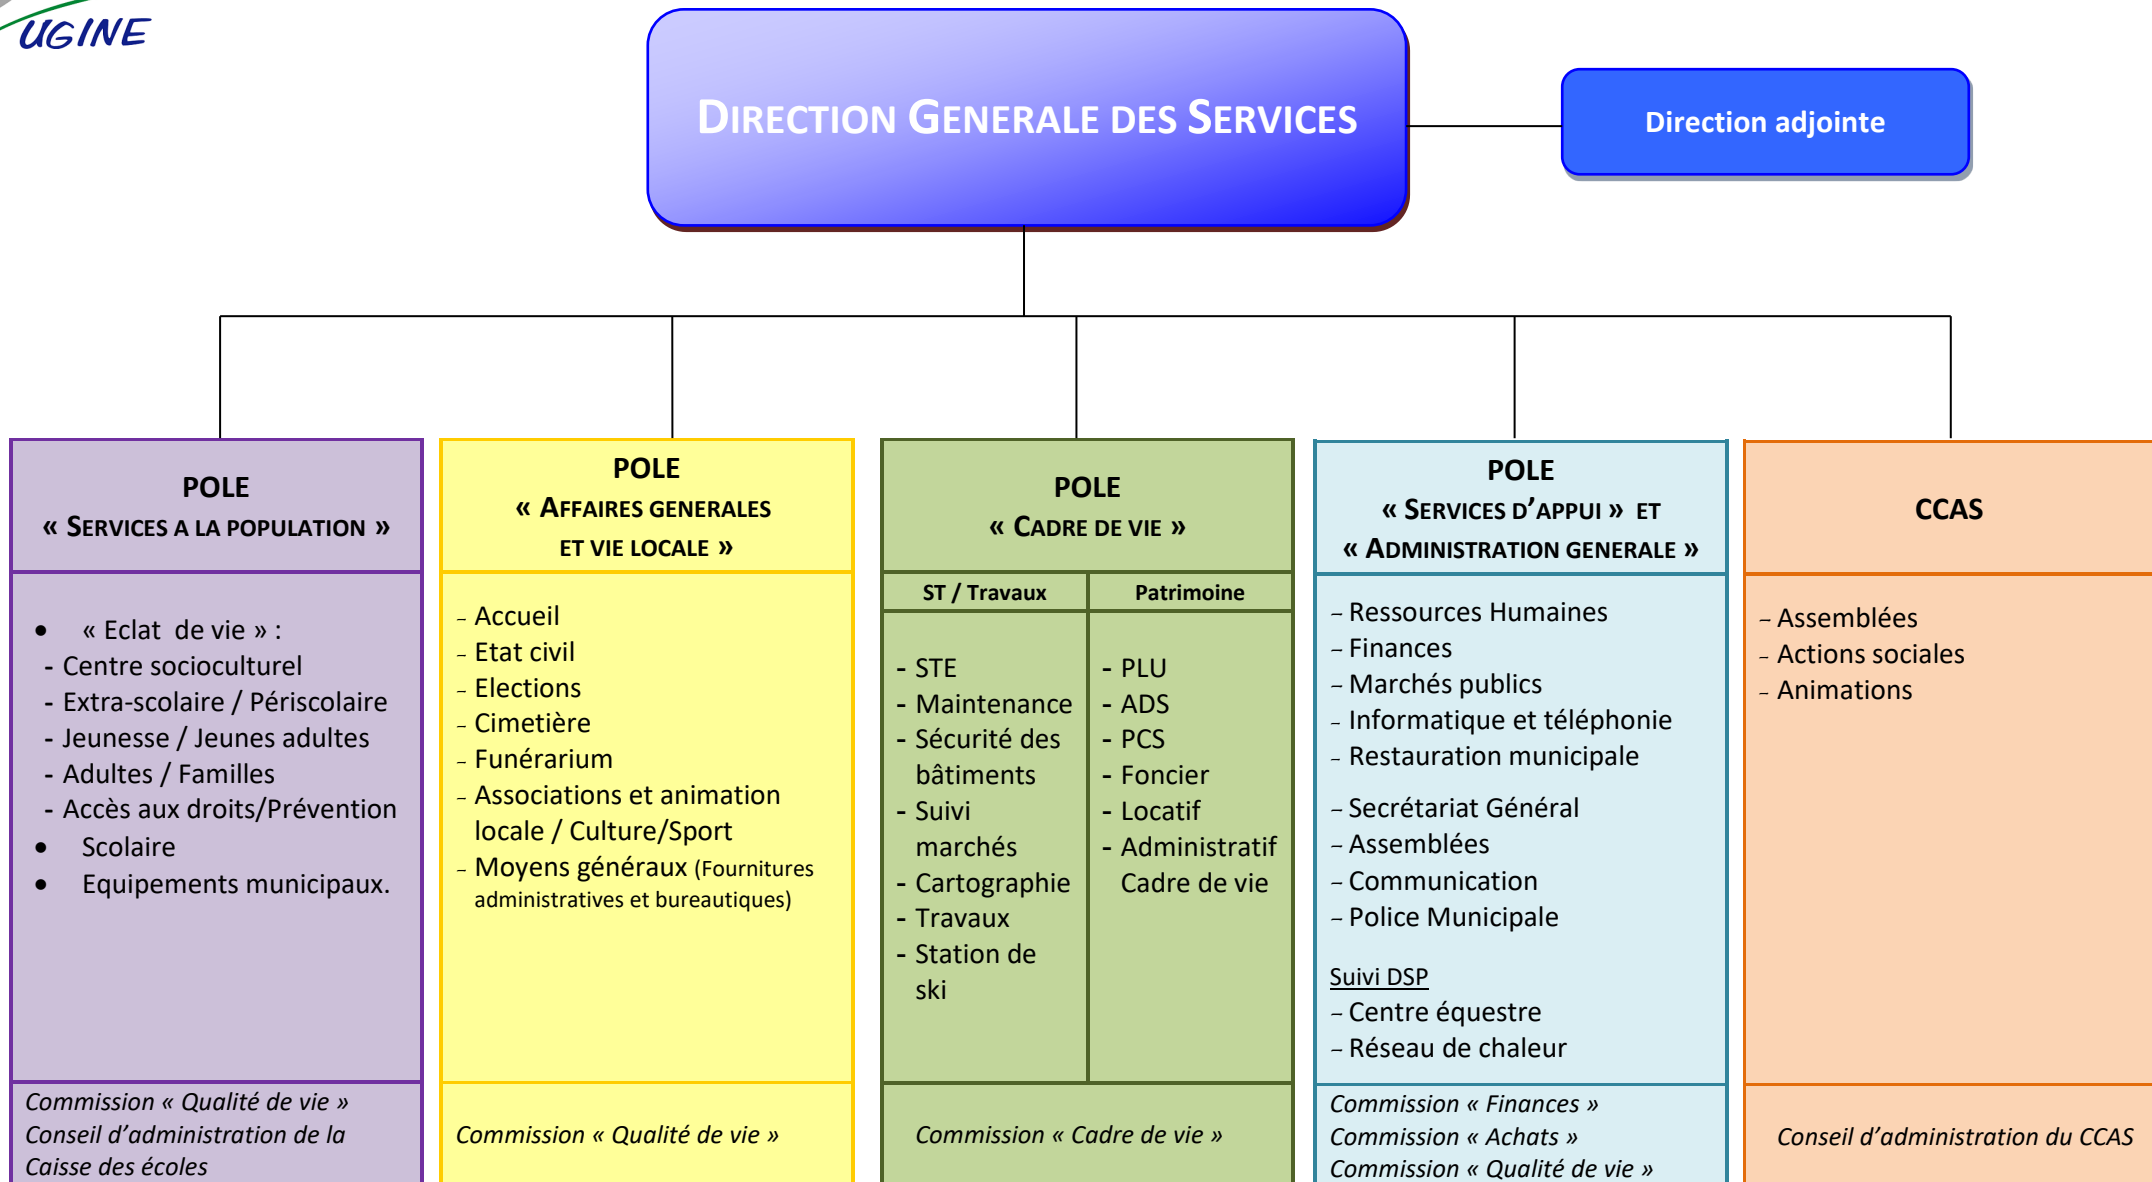 UGINE
DIRECTION GENERALE DES SERVICES
Direction adjointe
POLE
« SERVICES A LA POPULATION »
• « Eclat de vie » :
- Centre socioculturel
- Extra-scolaire / Périscolaire
- Jeunesse / Jeunes adultes
- Adultes / Familles
- Accès aux droits/Prévention
• Scolaire
• Equipements municipaux.
Commission « Qualité de vie »
Conseil d’administration de la
Caisse des écoles
POLE
« AFFAIRES GENERALES
ET VIE LOCALE »
- Accueil
- Etat civil
- Elections
- Cimetière
- Funérarium
- Associations et animation
locale / Culture/Sport
- Moyens généraux (Fournitures
administratives et bureautiques)
Commission « Qualité de vie »
POLE
« CADRE DE VIE »
ST / Travaux
- STE
- Maintenance
- Sécurité des
bâtiments
- Suivi
marchés
- Cartographie
- Travaux
- Station de
ski
Patrimoine
- PLU
- ADS
- PCS
- Foncier
- Locatif
- Administratif
Cadre de vie
Commission « Cadre de vie »
POLE
« SERVICES D’APPUI » ET
« ADMINISTRATION GENERALE »
- Ressources Humaines
- Finances
- Marchés publics
- Informatique et téléphonie
- Restauration municipale
- Secrétariat Général
- Assemblées
- Communication
- Police Municipale
Suivi DSP
- Centre équestre
- Réseau de chaleur
Commission « Finances »
Commission « Achats »
Commission « Qualité de vie »
CCAS
- Assemblées
- Actions sociales
- Animations
Conseil d’administration du CCAS